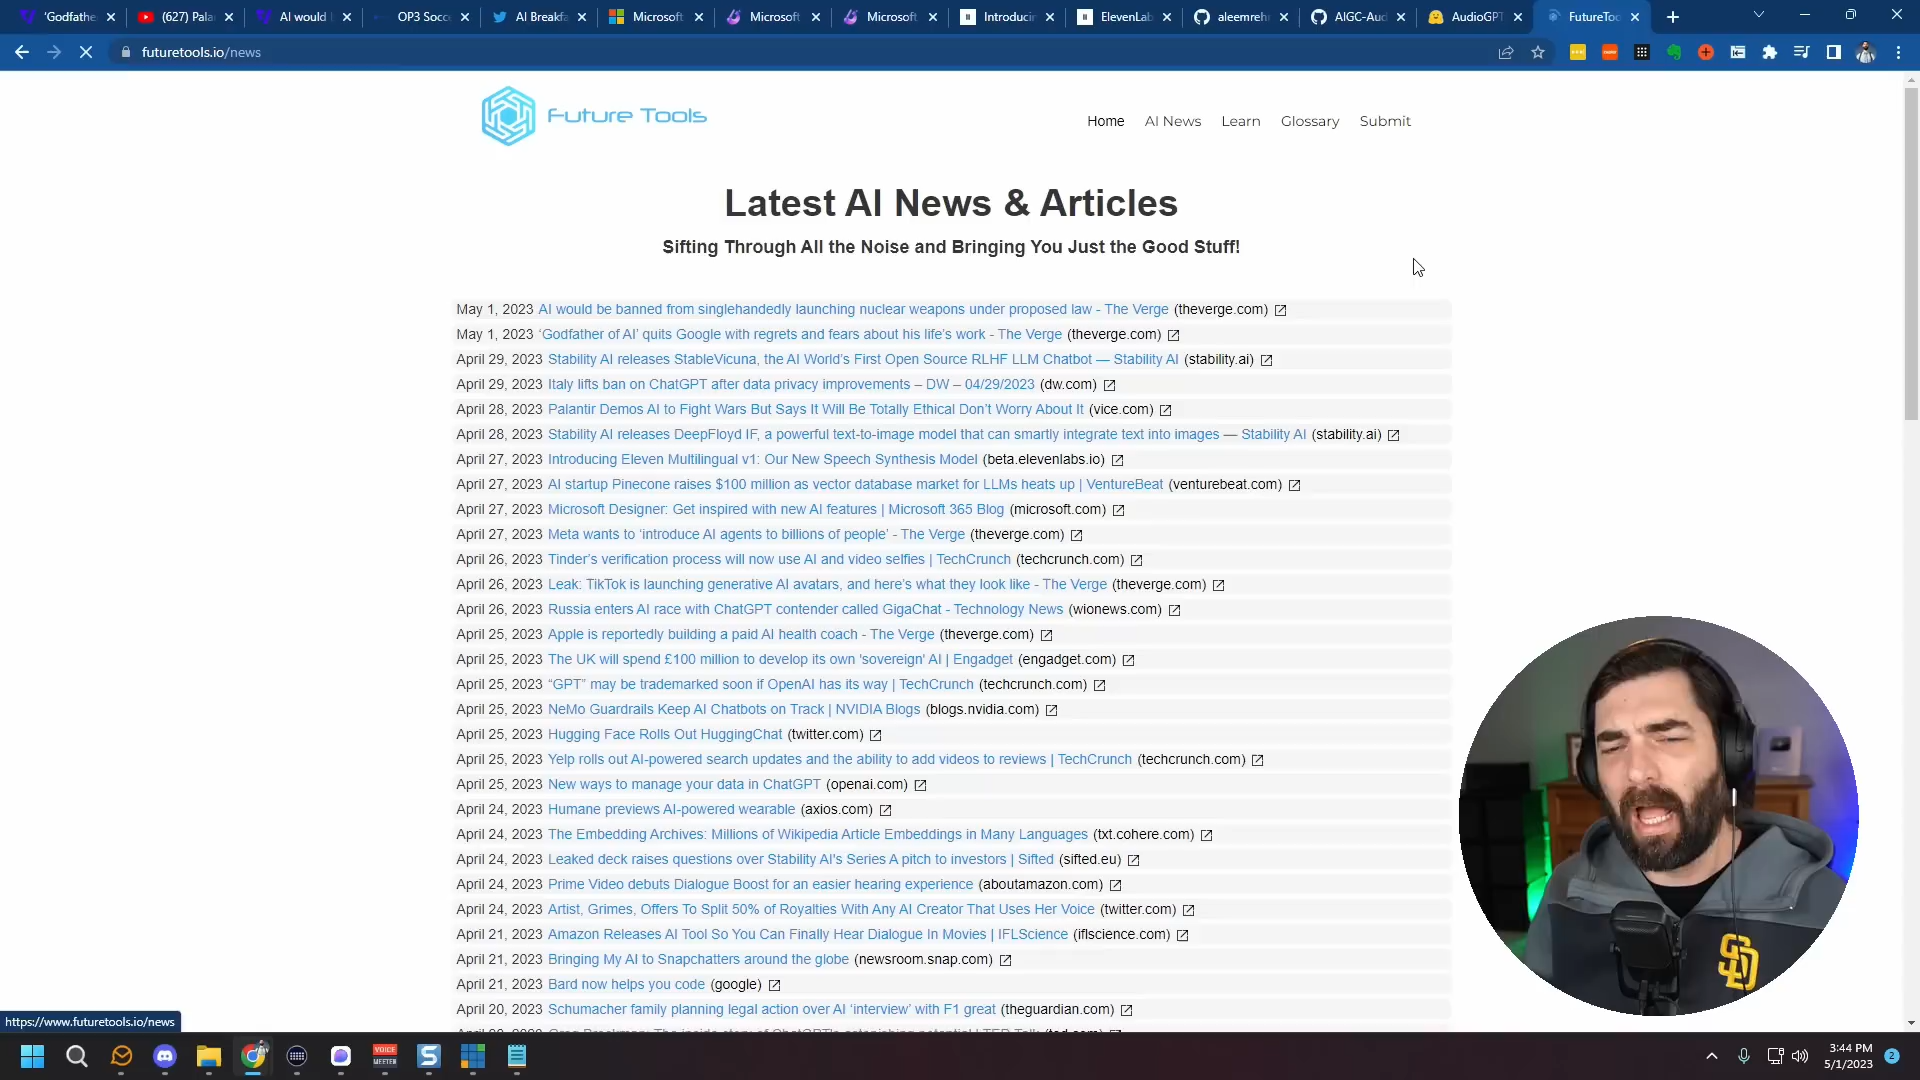 'Godfathe
(627) Pala
AI would
OP3 Socc
AI Breakfa
Microsoft
Microsoft
Microsoft
Introducin
ElevenLab
aleemreh
AIGC-Aud
AudioGPT
FutureToo
futuretools.io/news
Future Tools
Home AI News Learn Glossary Submit
Latest AI News & Articles
Sifting Through All the Noise and Bringing You Just the Good Stuff!
May 1, 2023 AI would be banned from singlehandedly launching nuclear weapons under proposed law - The Verge (theverge.com)
May 1, 2023 ‘Godfather of AI’ quits Google with regrets and fears about his life’s work - The Verge (theverge.com)
April 29, 2023 Stability AI releases StableVicuna, the AI World’s First Open Source RLHF LLM Chatbot — Stability AI (stability.ai)
April 29, 2023 Italy lifts ban on ChatGPT after data privacy improvements – DW – 04/29/2023 (dw.com)
April 28, 2023 Palantir Demos AI to Fight Wars But Says It Will Be Totally Ethical Don’t Worry About It (vice.com)
April 28, 2023 Stability AI releases DeepFloyd IF, a powerful text-to-image model that can smartly integrate text into images — Stability AI (stability.ai)
April 27, 2023 Introducing Eleven Multilingual v1: Our New Speech Synthesis Model (beta.elevenlabs.io)
April 27, 2023 AI startup Pinecone raises $100 million as vector database market for LLMs heats up | VentureBeat (venturebeat.com)
April 27, 2023 Microsoft Designer: Get inspired with new AI features | Microsoft 365 Blog (microsoft.com)
April 27, 2023 Meta wants to ‘introduce AI agents to billions of people’ - The Verge (theverge.com)
April 26, 2023 Tinder’s verification process will now use AI and video selfies | TechCrunch (techcrunch.com)
April 26, 2023 Leak: TikTok is launching generative AI avatars, and here’s what they look like - The Verge (theverge.com)
April 26, 2023 Russia enters AI race with ChatGPT contender called GigaChat - Technology News (wionews.com)
April 25, 2023 Apple is reportedly building a paid AI health coach - The Verge (theverge.com)
April 25, 2023 The UK will spend £100 million to develop its own 'sovereign' AI | Engadget (engadget.com)
April 25, 2023 “GPT” may be trademarked soon if OpenAI has its way | TechCrunch (techcrunch.com)
April 25, 2023 NeMo Guardrails Keep AI Chatbots on Track | NVIDIA Blogs (blogs.nvidia.com)
April 25, 2023 Hugging Face Rolls Out HuggingChat (twitter.com)
April 25, 2023 Yelp rolls out AI-powered search updates and the ability to add videos to reviews | TechCrunch (techcrunch.com)
April 25, 2023 New ways to manage your data in ChatGPT (openai.com)
April 24, 2023 Humane previews AI-powered wearable (axios.com)
April 24, 2023 The Embedding Archives: Millions of Wikipedia Article Embeddings in Many Languages (txt.cohere.com)
April 24, 2023 Leaked deck raises questions over Stability AI's Series A pitch to investors | Sifted (sifted.eu)
April 24, 2023 Prime Video debuts Dialogue Boost for an easier hearing experience (aboutamazon.com)
April 24, 2023 Artist, Grimes, Offers To Split 50% of Royalties With Any AI Creator That Uses Her Voice (twitter.com)
April 21, 2023 Amazon Releases AI Tool So You Can Finally Hear Dialogue In Movies | IFLScience (iflscience.com)
April 21, 2023 Bringing My AI to Snapchatters around the globe (newsroom.snap.com)
April 21, 2023 Bard now helps you code (google)
April 20, 2023 Schumacher family planning legal action over AI ‘interview’ with F1 great (theguardian.com)
https://www.futuretools.io/news
VOICE
MEETER
SD
3:44 PM
5/1/2023
2